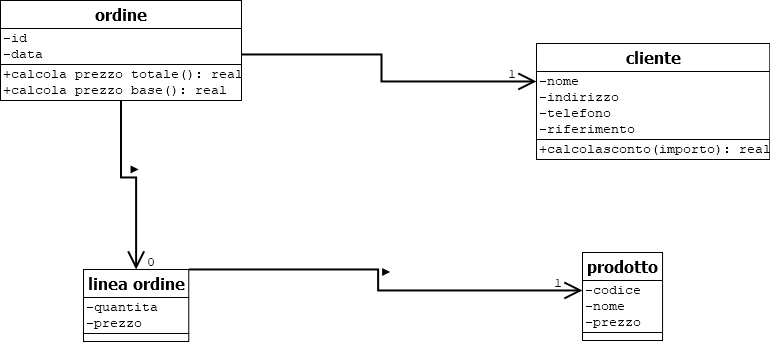 ordine
-id
-data
+calcola prezzo totale(): real
+calcola prezzo base(): real
1
cliente
-nome
-indirizzo
-telefono
-riferimento
+calcolasconto(importo): real
0
linea ordine
-quantita
-prezzo
1
prodotto
-codice
-nome
-prezzo